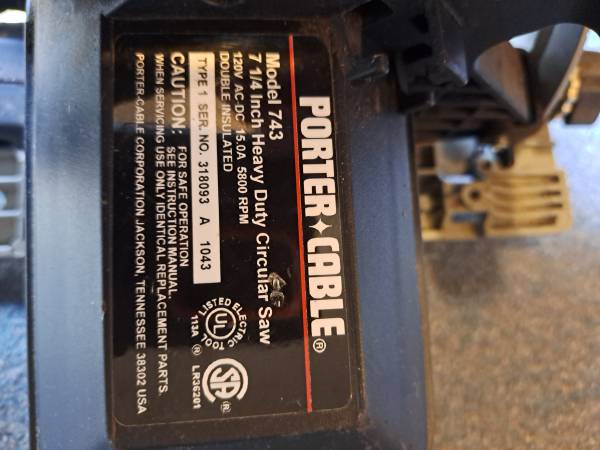 PORTER+CABLE®
Model 743
7 1/4 Inch Heavy Duty Circular Saw
120V AC-DC 15.0A 5800 RPM
DOUBLE INSULATED
TYPE 1 SER. NO. 318093 A 1043
CAUTION: FOR SAFE OPERATION
SEE INSTRUCTION MANUAL.
WHEN SERVICING USE ONLY IDENTICAL REPLACEMENT PARTS.
PORTER-CABLE CORPORATION JACKSON, TENNESSEE 38302 USA
LISTED ELECTRIC TOOL
UL
113A ®
SA ®
LR36201